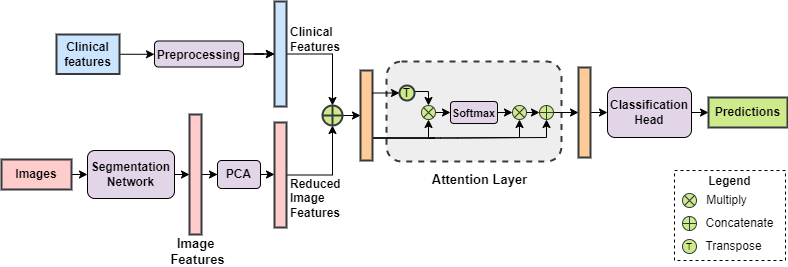 Clinical
features
Preprocessing
Clinical
Features
Images
Segmentation
Network
Image
Features
PCA
Reduced
Image
Features
T
Softmax
Attention Layer
Classification
Head
Predictions
Legend
Multiply
Concatenate
T
Transpose